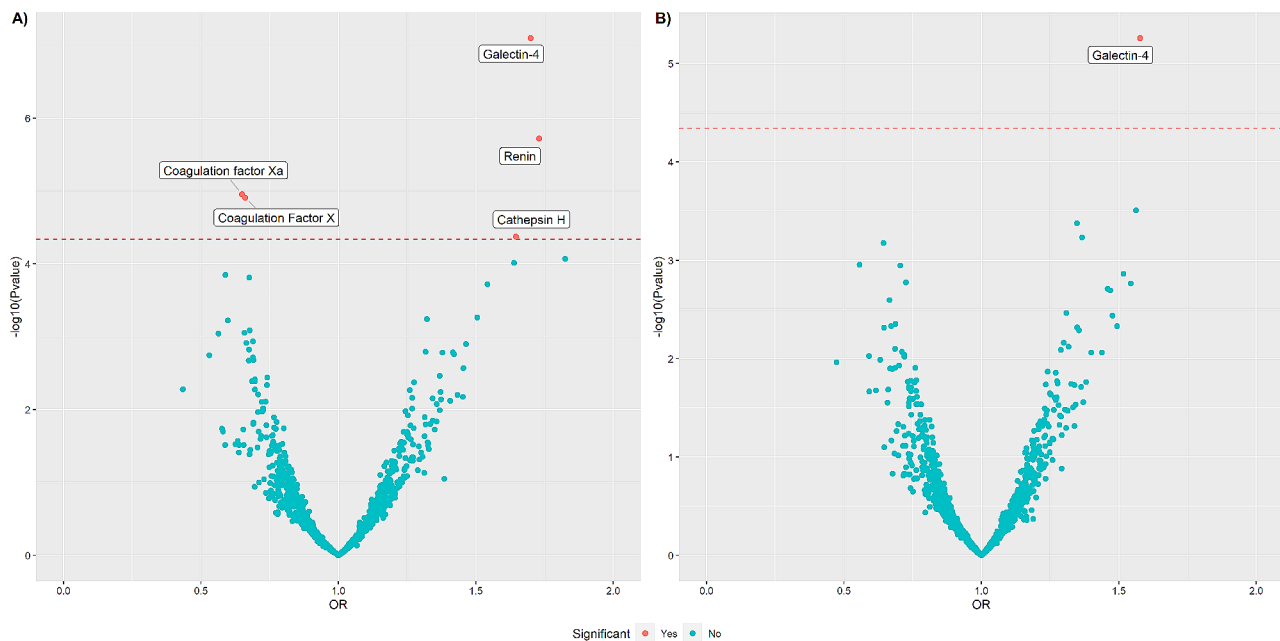 A)
B)
Galectin-4
Renin
Coagulation factor Xa
Coagulation Factor X
Cathepsin H
Galectin-4
-log10(Pvalue)
6
4
2
0
0.0 0.5 1.0 1.5 2.0
OR
-log10(Pvalue)
5
4
3
2
1
0
0.0 0.5 1.0 1.5 2.0
OR
Significant Yes No